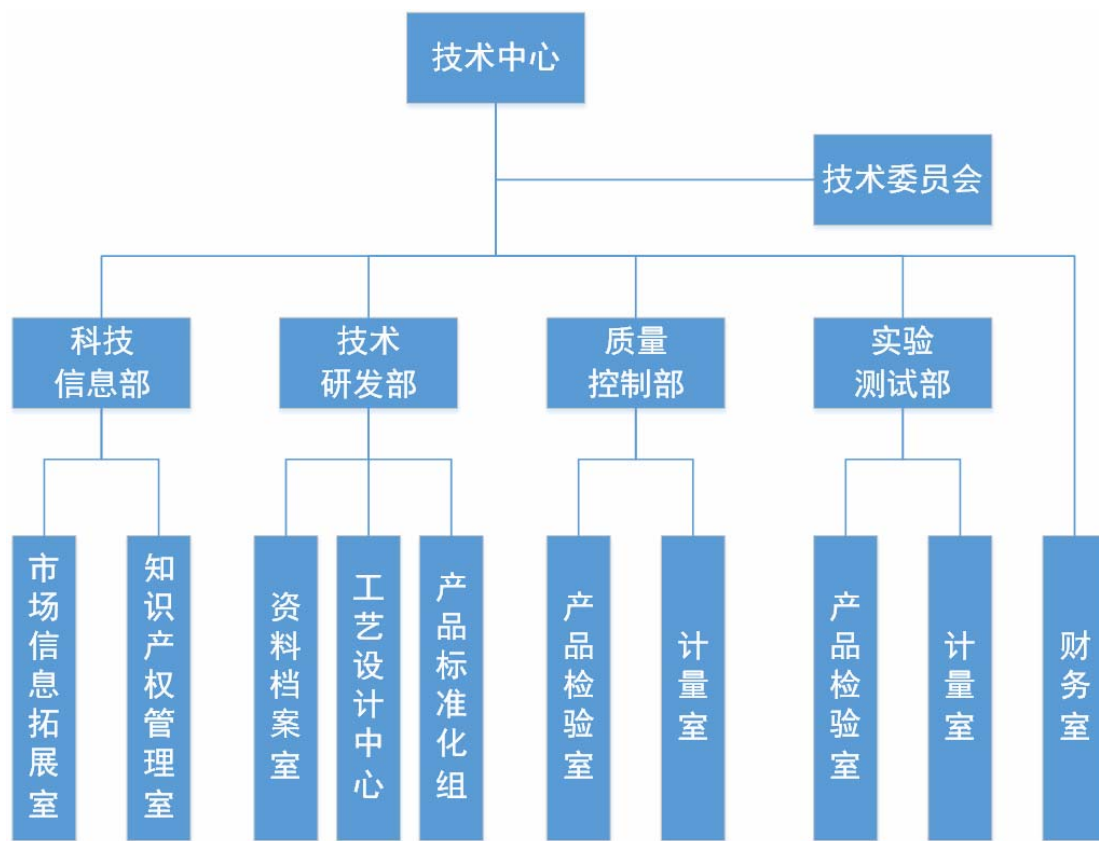 技术中心
技术委员会
科技
信息部
技术
研发部
质量
控制部
实验
测试部
市场信息拓展室
知识产权管理室
资料档案室
工艺设计中心
产品标准化组
产品检验室
计量室
产品检验室
计量室
财务室